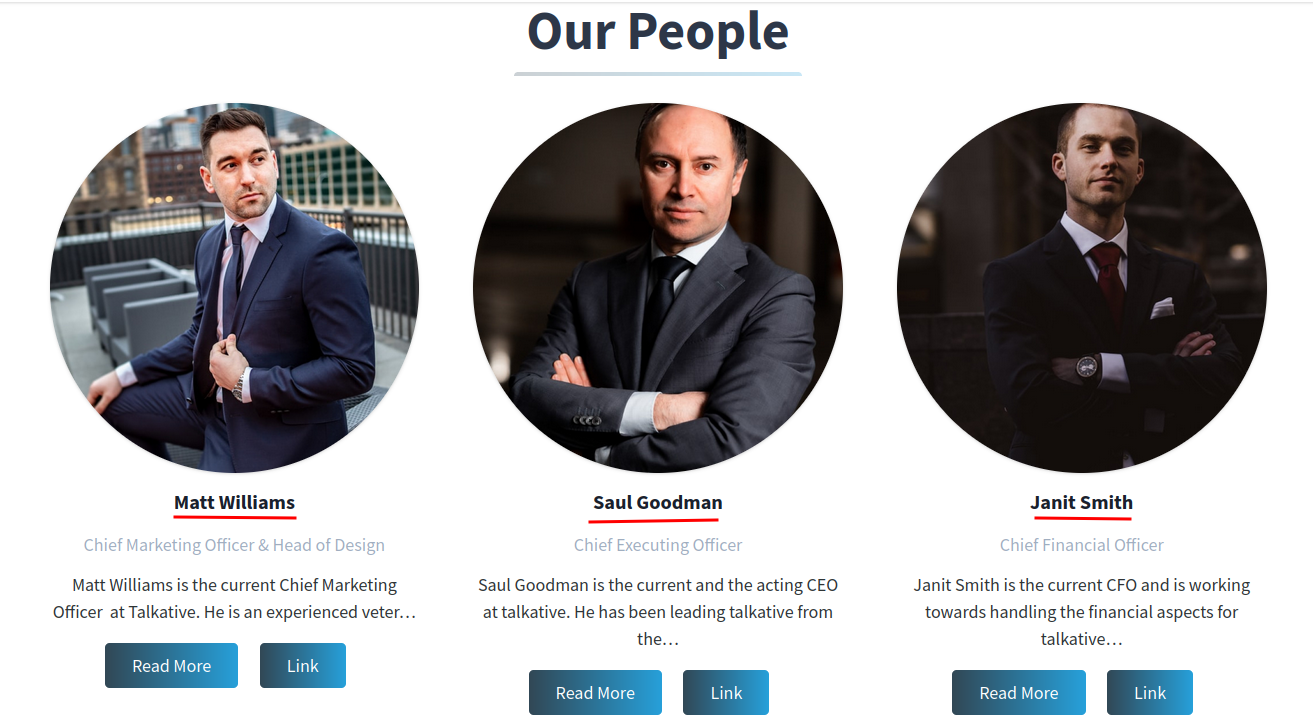 Our People
Matt Williams
Chief Marketing Officer & Head of Design
Matt Williams is the current Chief Marketing
Officer  at Talkative. He is an experienced veter…
Read More
Link
Saul Goodman
Chief Executing Officer
Saul Goodman is the current and the acting CEO
at talkative. He has been leading talkative from
the…
Read More
Link
Janit Smith
Chief Financial Officer
Janit Smith is the current CFO and is working
towards handling the financial aspects for
talkative…
Read More
Link